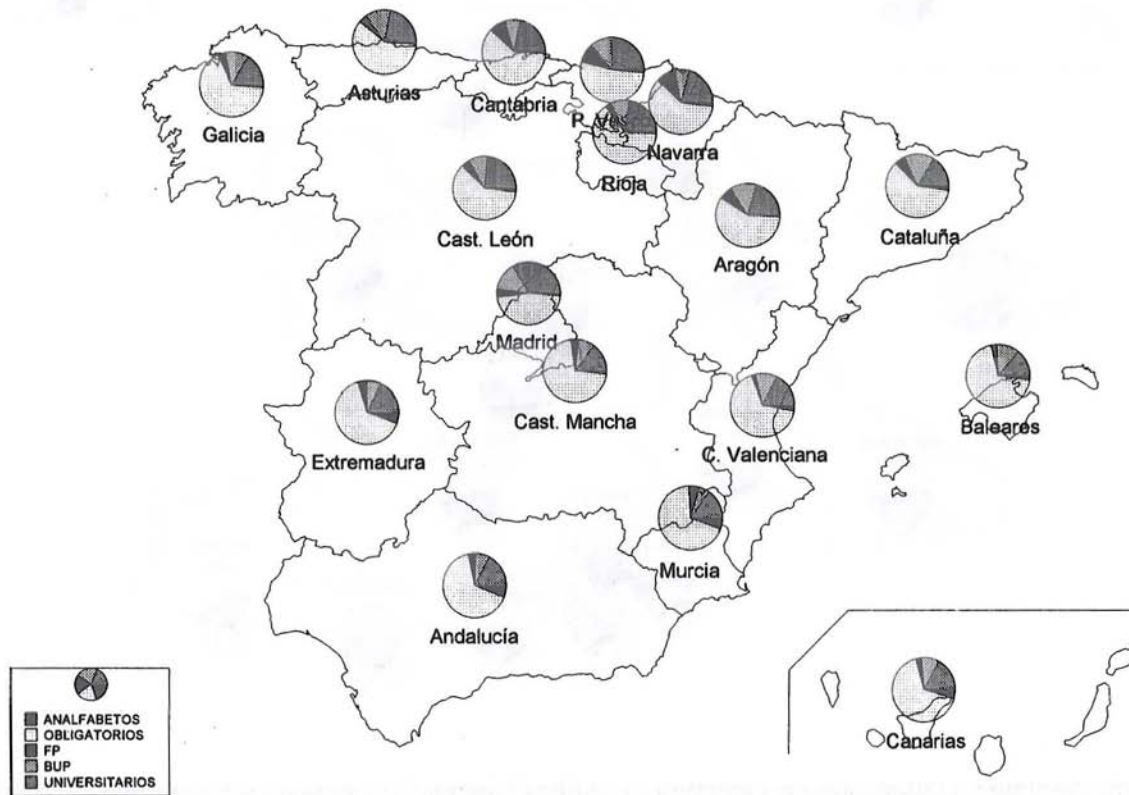 Asturias
Cantabria
Galicia
Navarra
Rioja
Cast. León
Cataluña
Aragón
Madrid
Cast. Mancha
Baleares
C. Valenciana
Extremadura
Murcia
Andalucía
Canarias
ANALFABETOS
OBLIGATORIOS
FP
BUP
UNIVERSITARIOS